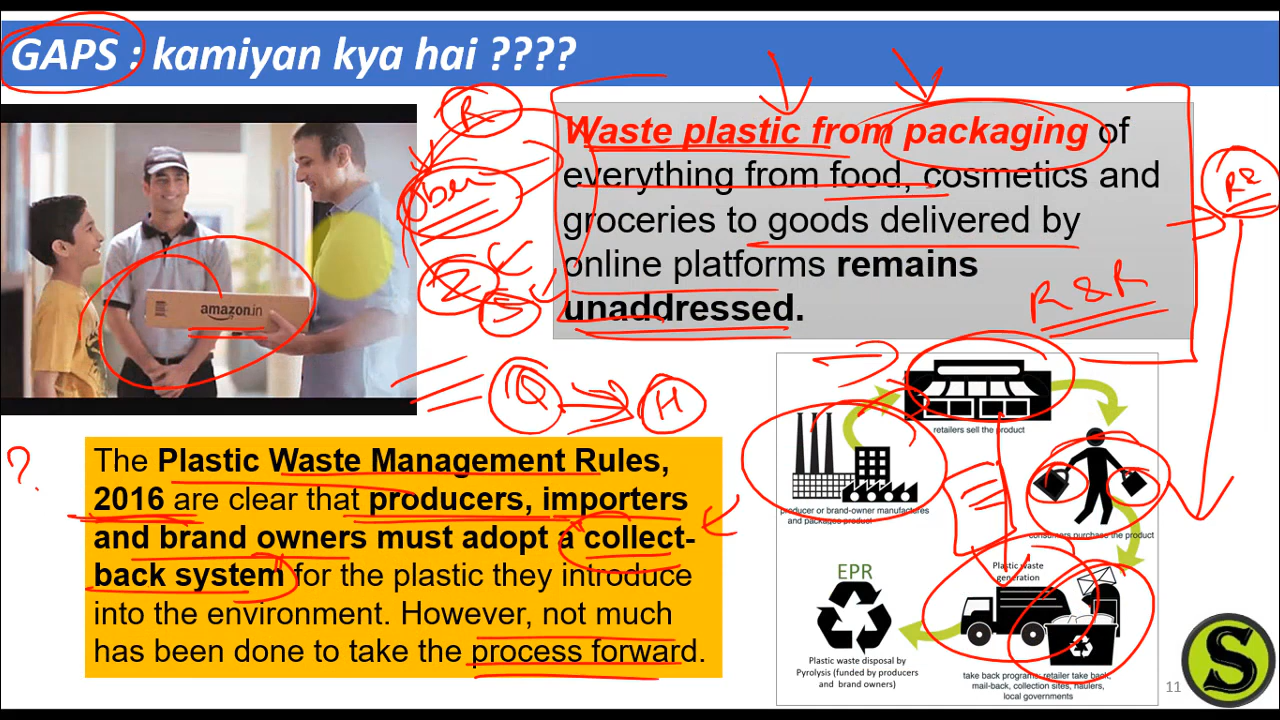 GAPS : kamiyan kya hai ????
Waste plastic from packaging of
everything from food, cosmetics and
groceries to goods delivered by
online platforms remains
unaddressed.
R
Uber
Z
K
B
RR
R & R
Q
H
amazon.in
?
The Plastic Waste Management Rules,
2016 are clear that producers, importers
and brand owners must adopt a collect-
back system for the plastic they introduce
into the environment. However, not much
has been done to take the process forward.
retailers sell the product
producer or brand-owner manufactures
and packages product
consumers purchase the product
Plastic waste
generation
EPR
Plastic waste disposal by
Pyrolysis (funded by producers
and brand owners)
take back programs: retailer take back,
mail-back, collection sites, haulers,
local governments
11
S